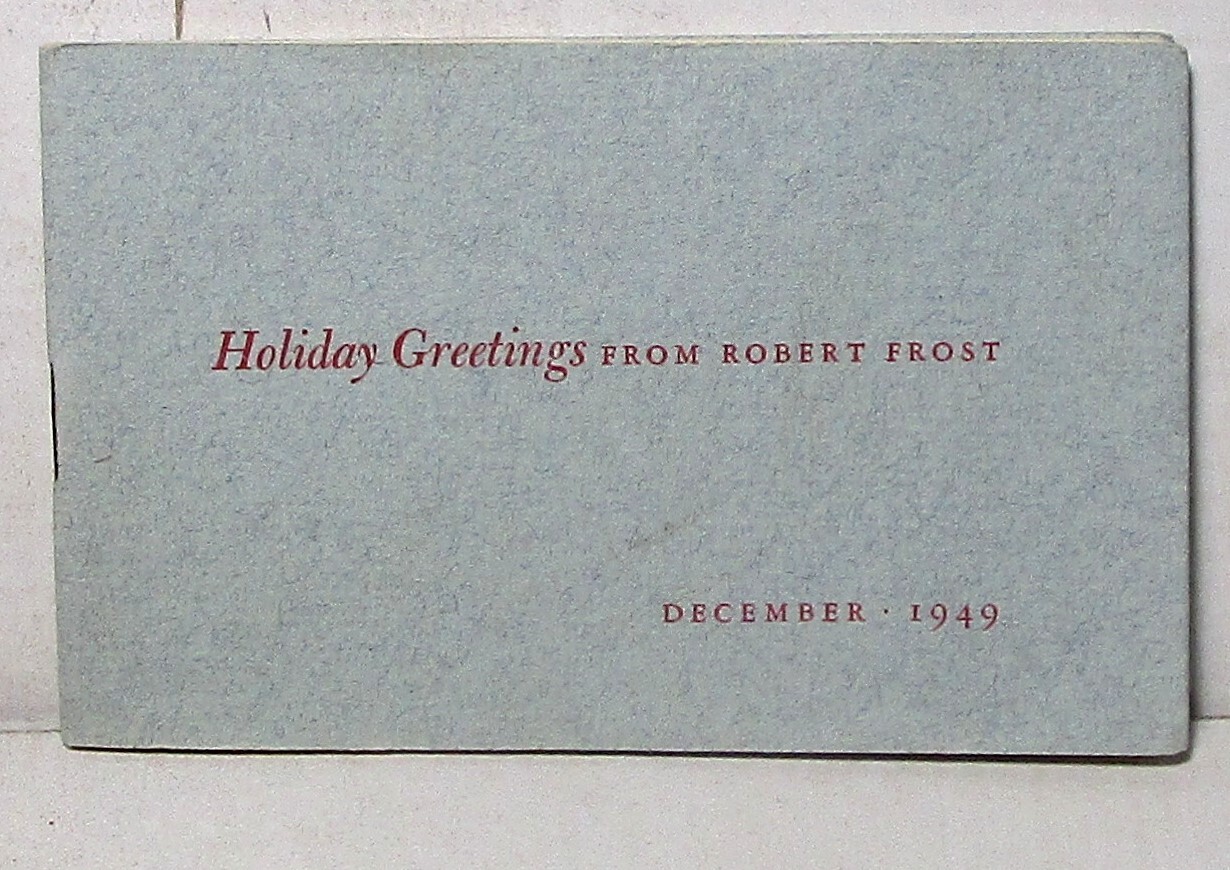 Holiday Greetings FROM ROBERT FROST
DECEMBER · 1949